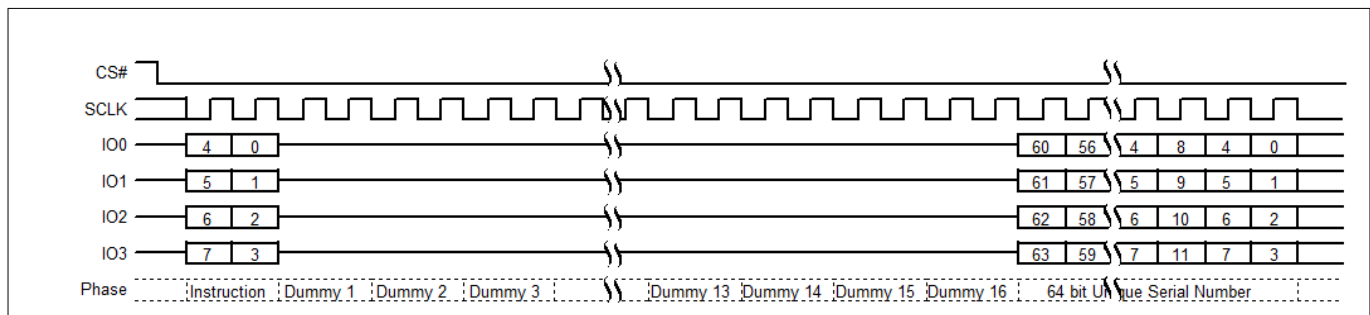 CS#
SCLK
IO0 4 0 60 56 4 8 4 0
IO1 5 1 61 57 5 9 5 1
IO2 6 2 62 58 6 10 6 2
IO3 7 3 63 59 7 11 7 3
Phase Instruction Dummy 1 Dummy 2 Dummy 3 Dummy 13 Dummy 14 Dummy 15 Dummy 16 64 bit Unique Serial Number